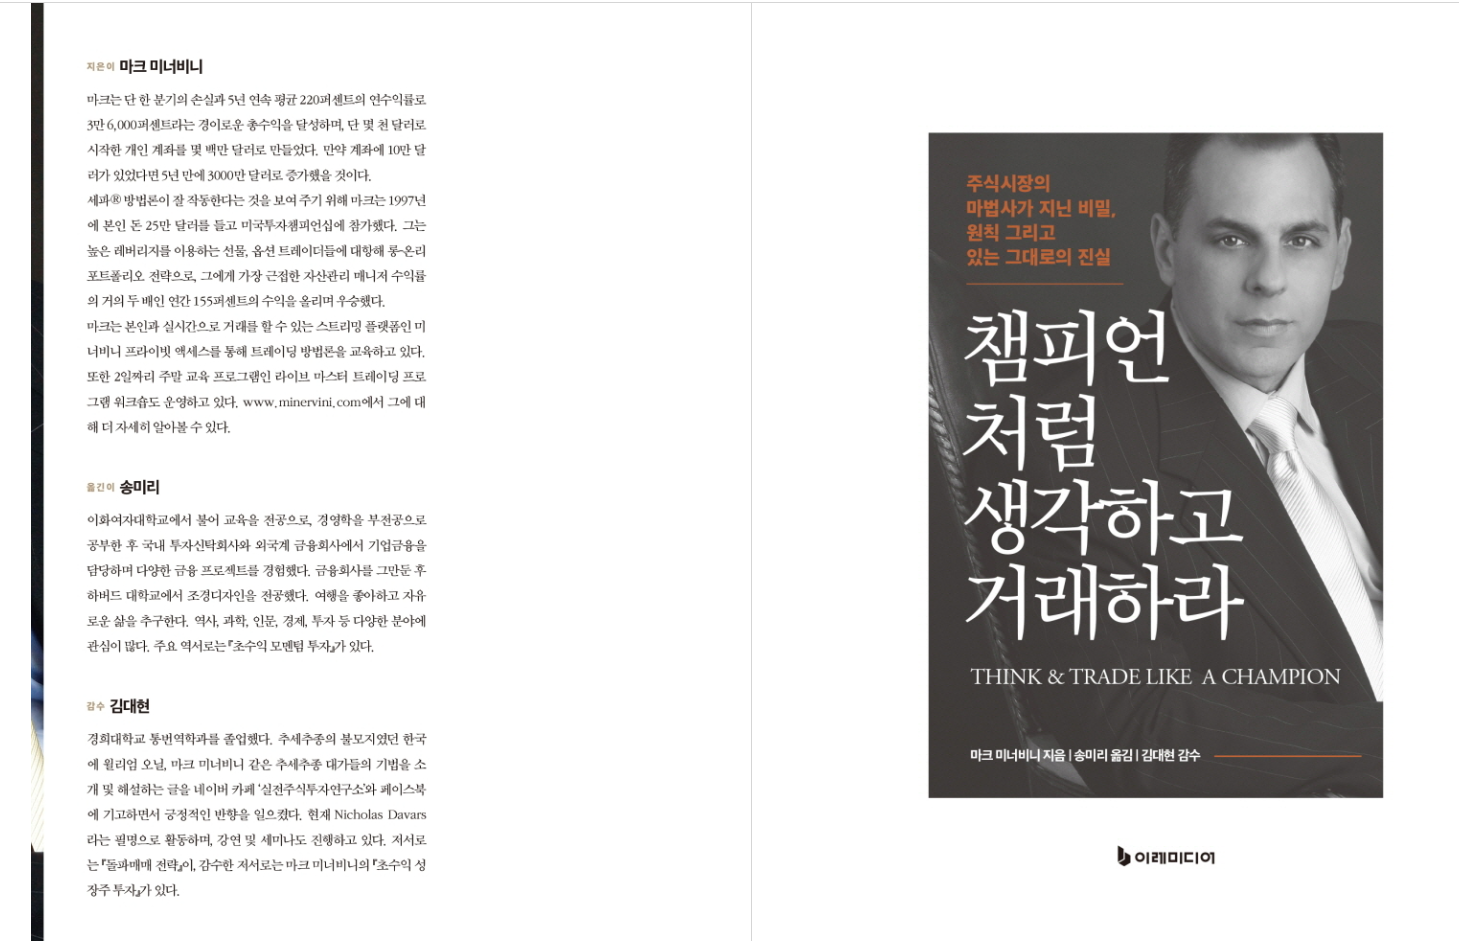 지은이 마크 미너비니
마크는 단 한 분기의 손실과 5년 연속 평균 220퍼센트의 연수익률로
3만 6,000퍼센트라는 경이로운 총수익을 달성하며, 단 몇 천 달러로
시작한 개인 계좌를 몇 백만 달러로 만들었다. 만약 계좌에 10만 달
러가 있었다면 5년 만에 3000만 달러로 증가했을 것이다.
세파® 방법론이 잘 작동한다는 것을 보여 주기 위해 마크는 1997년
에 본인 돈 25만 달러를 들고 미국투자챔피언십에 참가했다. 그는
높은 레버리지를 이용하는 선물, 옵션 트레이더들에 대항해 롱-온리
포트폴리오 전략으로, 그에게 가장 근접한 자산관리 매니저 수익률
의 거의 두 배인 연간 155퍼센트의 수익을 올리며 우승했다.
마크는 본인과 실시간으로 거래를 할 수 있는 스트리밍 플랫폼인 미
너비니 프라이빗 액세스를 통해 트레이딩 방법론을 교육하고 있다.
또한 2일짜리 주말 교육 프로그램인 라이브 마스터 트레이딩 프로
그램 워크숍도 운영하고 있다. www.minervini.com에서 그에 대
해 더 자세히 알아볼 수 있다.
옮긴이 송미리
이화여자대학교에서 불어 교육을 전공으로, 경영학을 부전공으로
공부한 후 국내 투자신탁회사와 외국계 금융회사에서 기업금융을
담당하며 다양한 금융 프로젝트를 경험했다. 금융회사를 그만둔 후
하버드 대학교에서 조경디자인을 전공했다. 여행을 좋아하고 자유
로운 삶을 추구한다. 역사, 과학, 인문, 경제, 투자 등 다양한 분야에
관심이 많다. 주요 역서로는 『초수익 모멘텀 투자』가 있다.
감수 김대현
경희대학교 통번역학과를 졸업했다. 추세추종의 불모지였던 한국
에 윌리엄 오닐, 마크 미너비니 같은 추세추종 대가들의 기법을 소
개 및 해설하는 글을 네이버 카페 '실전주식투자연구소'와 페이스북
에 기고하면서 긍정적인 반향을 일으켰다. 현재 Nicholas Davars
라는 필명으로 활동하며, 강연 및 세미나도 진행하고 있다. 저서로
는 『돌파매매 전략』이, 감수한 저서로는 마크 미너비니의 『초수익 성
장주 투자』가 있다.
주식시장의
마법사가 지닌 비밀,
원칙 그리고
있는 그대로의 진실
챔피언
처럼
생각하고
거래하라
THINK & TRADE LIKE A CHAMPION
마크 미너비니 지음 | 송미리 옮김 | 김대현 감수
이레미디어